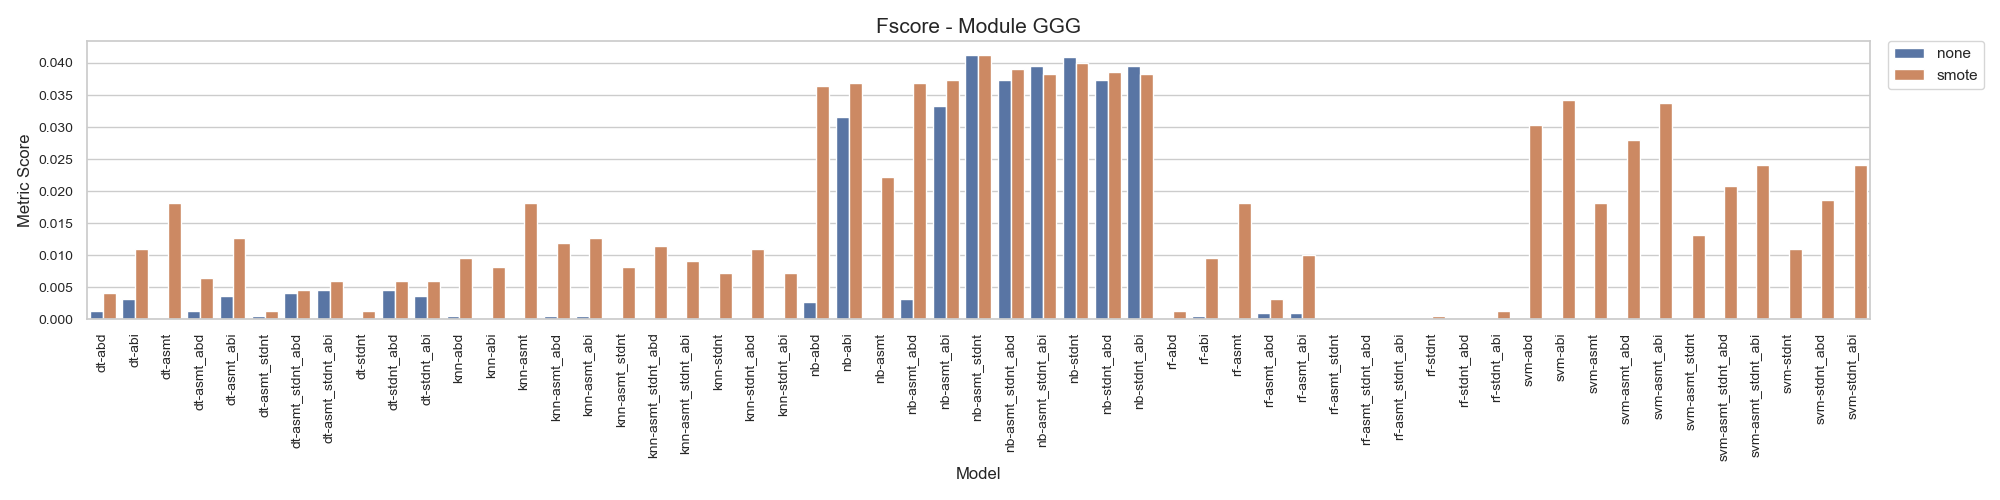 Fscore - Module GGG
none
smote
Metric Score
0.040
0.035
0.030
0.025
0.020
0.015
0.010
0.005
0.000
dt-abd
dt-abi
dt-asmt
dt-asmt_abd
dt-asmt_abi
dt-asmt_stdnt
dt-asmt_stdnt_abd
dt-asmt_stdnt_abi
dt-stdnt
dt-stdnt_abd
dt-stdnt_abi
knn-abd
knn-abi
knn-asmt
knn-asmt_abd
knn-asmt_abi
knn-asmt_stdnt
knn-asmt_stdnt_abd
knn-asmt_stdnt_abi
knn-stdnt
knn-stdnt_abd
knn-stdnt_abi
nb-abd
nb-abi
nb-asmt
nb-asmt_abd
nb-asmt_abi
nb-asmt_stdnt
nb-asmt_stdnt_abd
nb-asmt_stdnt_abi
nb-stdnt
nb-stdnt_abd
nb-stdnt_abi
rf-abd
rf-abi
rf-asmt
rf-asmt_abd
rf-asmt_abi
rf-asmt_stdnt
rf-asmt_stdnt_abd
rf-asmt_stdnt_abi
rf-stdnt
rf-stdnt_abd
rf-stdnt_abi
svm-abd
svm-abi
svm-asmt
svm-asmt_abd
svm-asmt_abi
svm-asmt_stdnt
svm-asmt_stdnt_abd
svm-asmt_stdnt_abi
svm-stdnt
svm-stdnt_abd
svm-stdnt_abi
Model